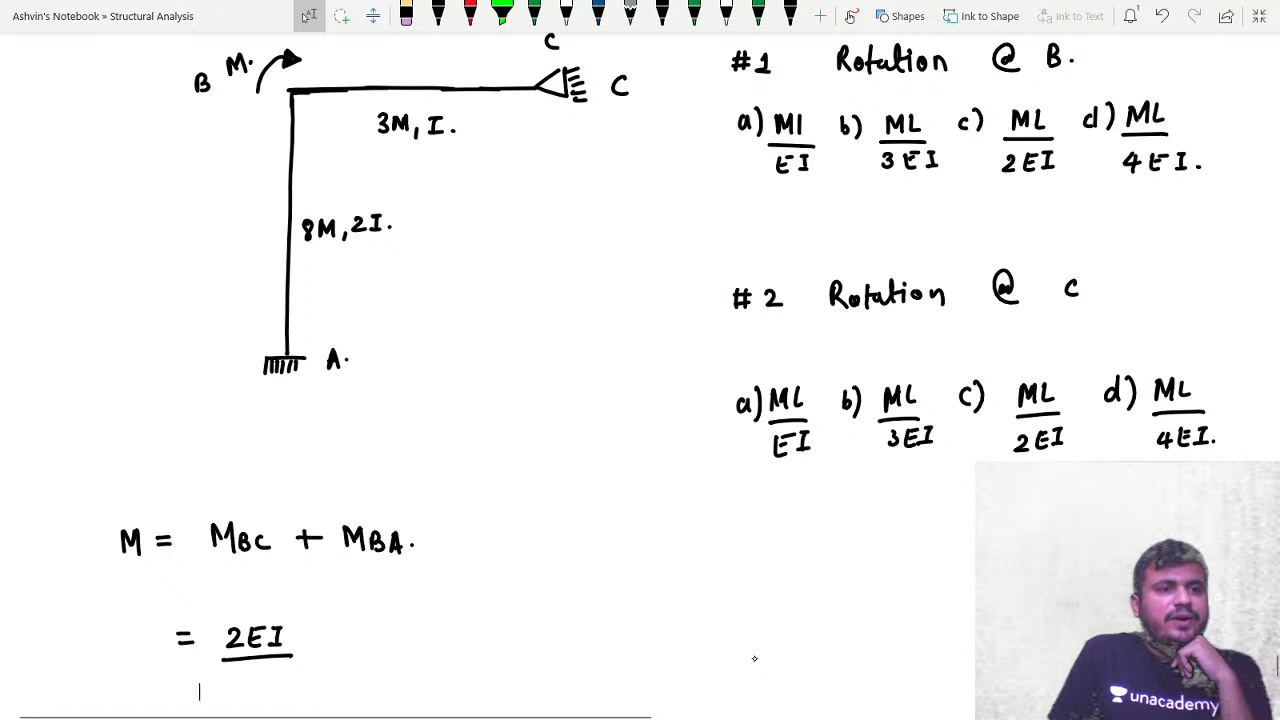 Ashvin's Notebook » Structural Analysis
Shapes
Ink to Shape
Ink to Text
C
B M.
C
3M, I.
8M, 2I.
A.
M = MBC + MBA.
= 2EI
#1 Rotation @ B.
a) Ml/EI b) ML/3EI c) ML/2EI d) ML/4EI.
#2 Rotation @ C
a) ML/EI b) ML/3EI c) ML/2EI d) ML/4EI.
unacademy